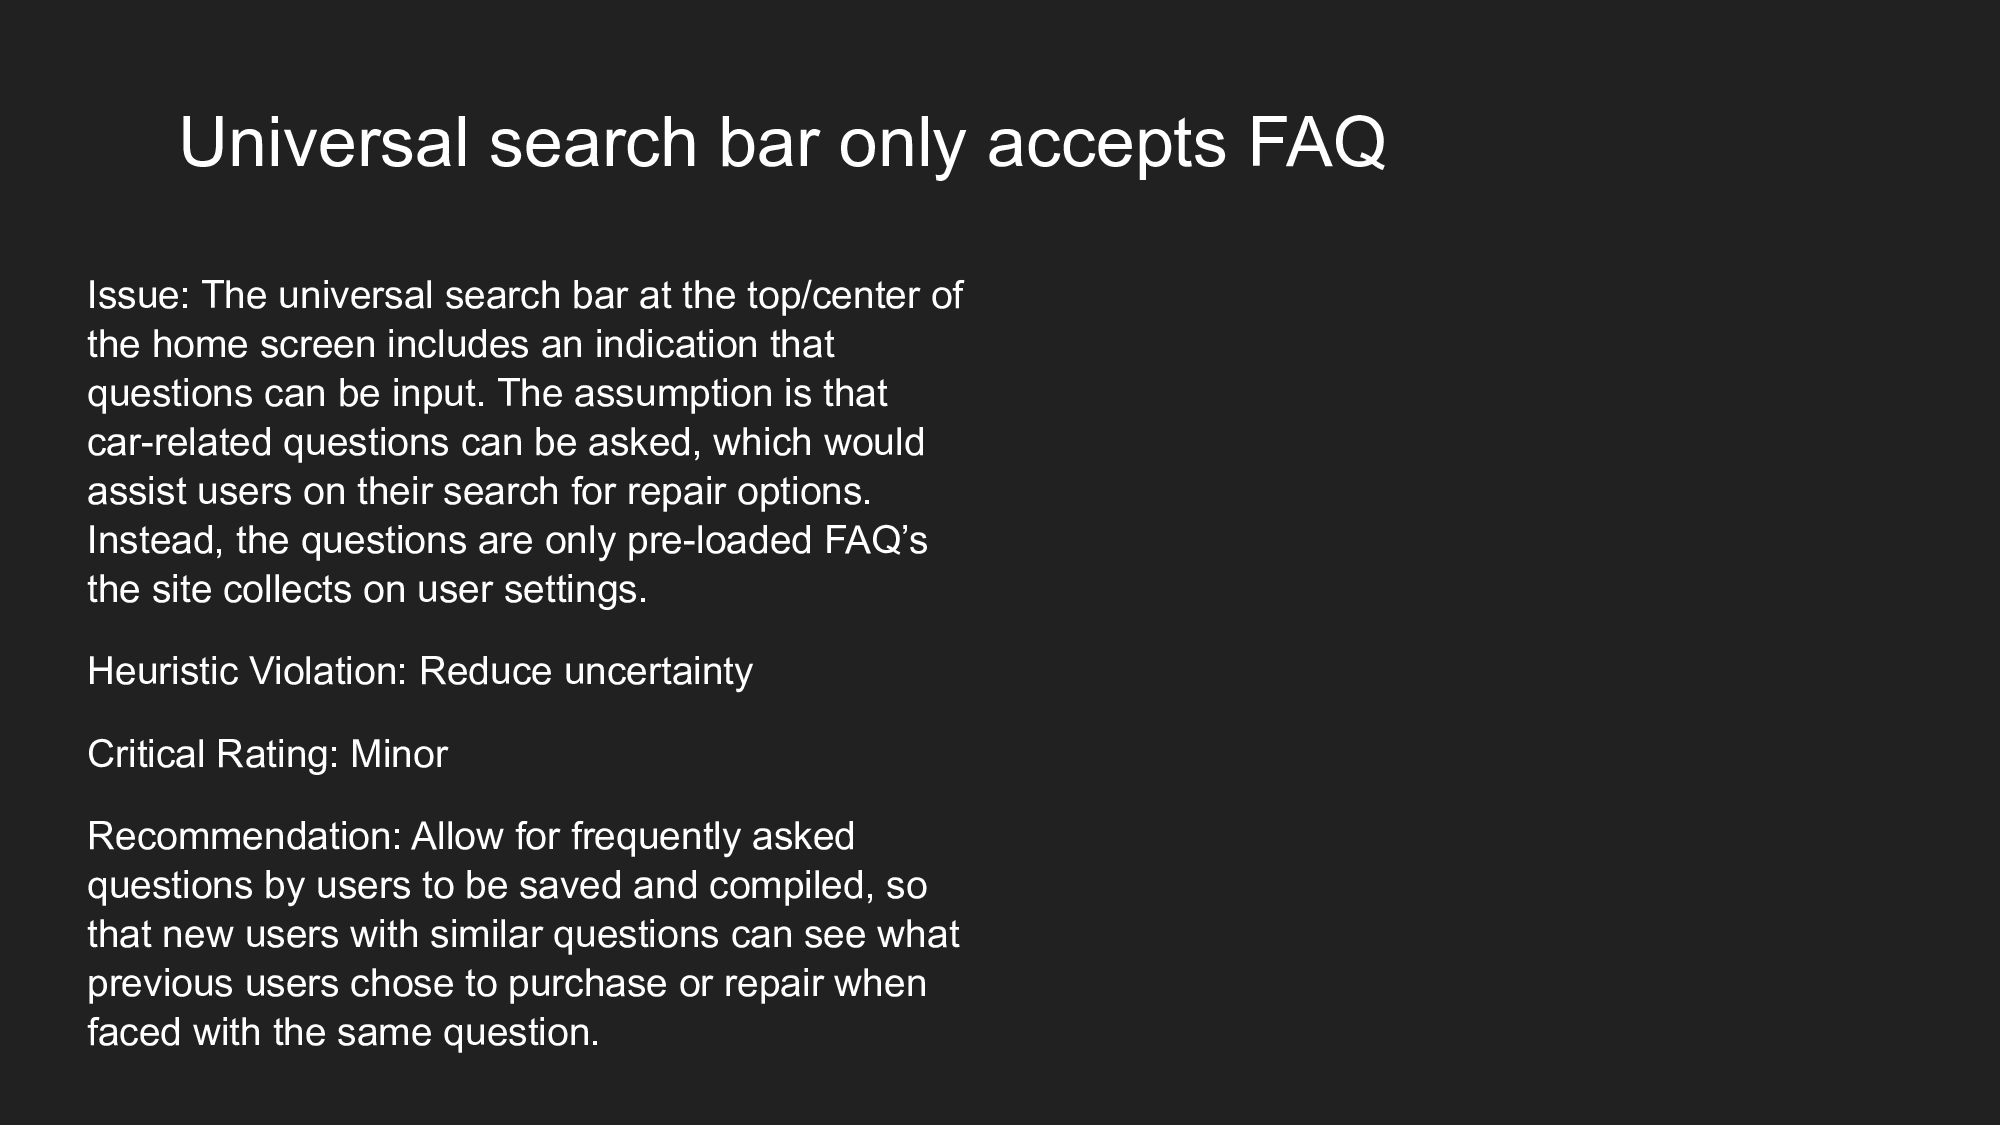 Universal search bar only accepts FAQ
Issue: The universal search bar at the top/center of
the home screen includes an indication that
questions can be input. The assumption is that
car-related questions can be asked, which would
assist users on their search for repair options.
Instead, the questions are only pre-loaded FAQ’s
the site collects on user settings.
Heuristic Violation: Reduce uncertainty
Critical Rating: Minor
Recommendation: Allow for frequently asked
questions by users to be saved and compiled, so
that new users with similar questions can see what
previous users chose to purchase or repair when
faced with the same question.